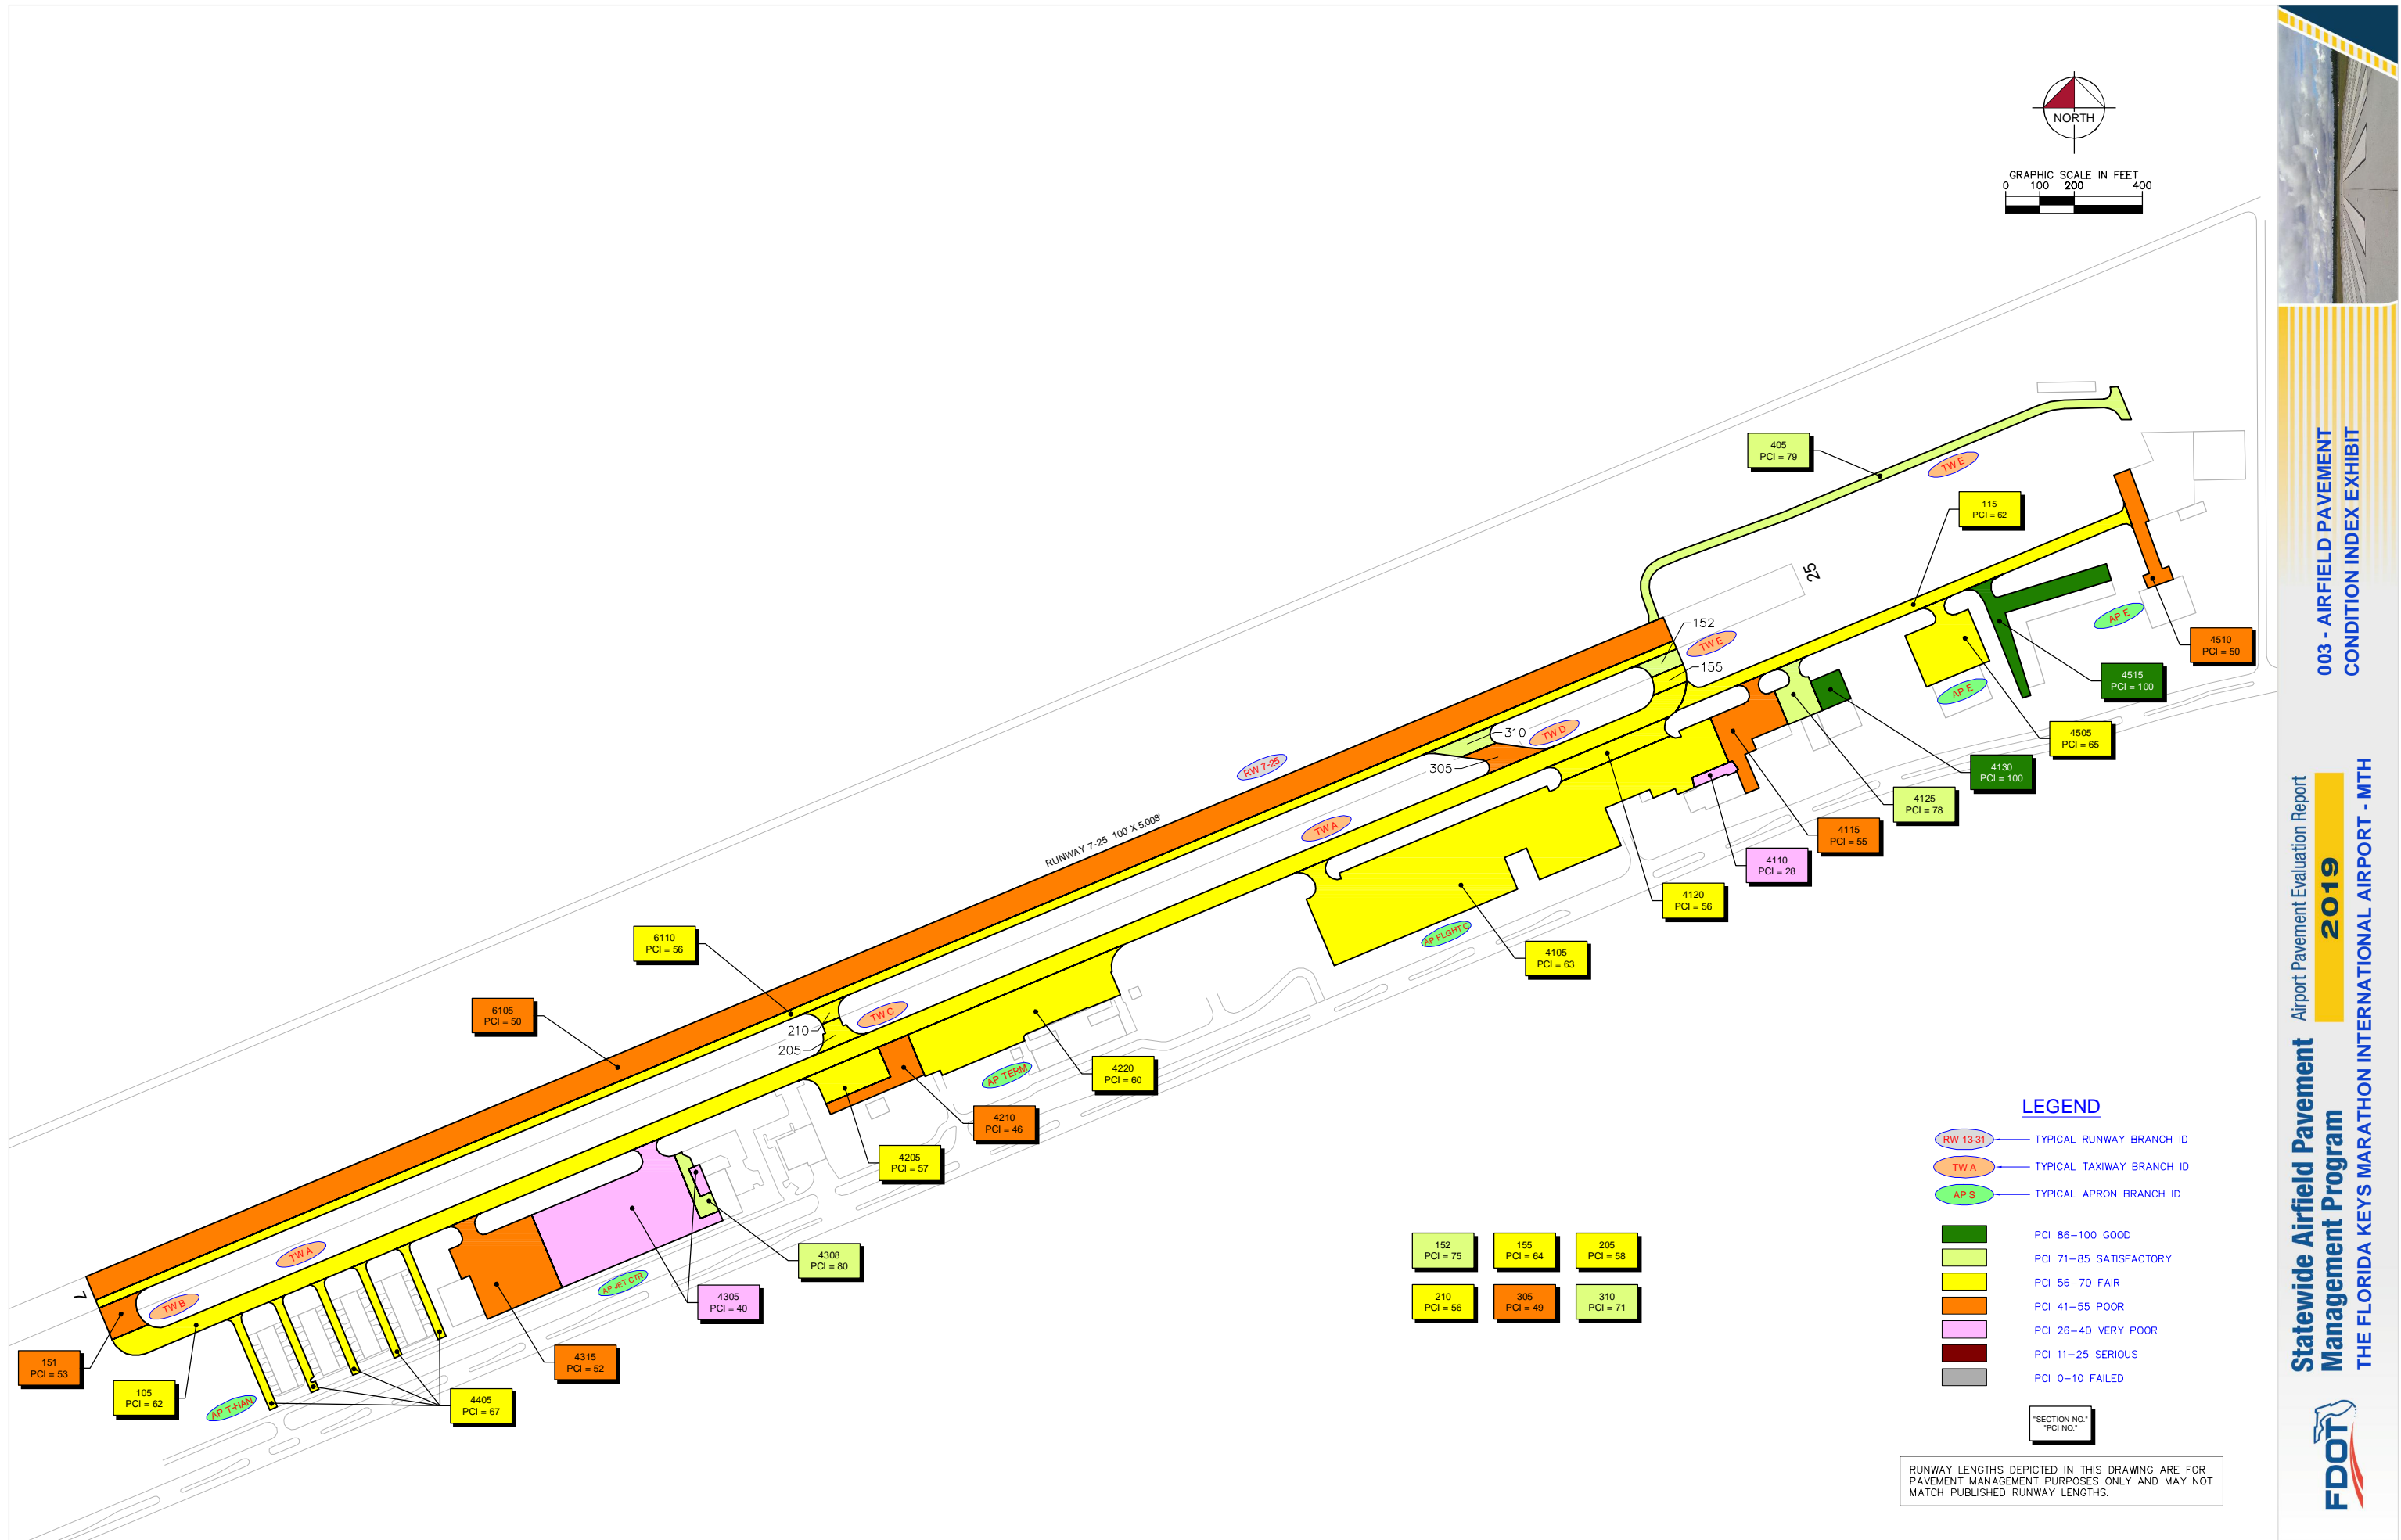 NORTH
GRAPHIC SCALE IN FEET
0 100 200 400
405
PCI = 79
TW E
115
PCI = 62
25
152
TW E
155
AP E
4510
PCI = 50
4515
PCI = 100
AP E
4505
PCI = 65
310
TW D
305
RW 7-25
4130
PCI = 100
4125
PCI = 78
4115
PCI = 55
4110
PCI = 28
TW A
RUNWAY 7-25 100' X 5,008'
4120
PCI = 56
AP FLGHT C
4105
PCI = 63
6110
PCI = 56
6105
PCI = 50
TW C
210
205
4220
PCI = 60
AP TERM
4210
PCI = 46
4205
PCI = 57
TW A
7
TW B
4308
PCI = 80
AP JET CTR
4305
PCI = 40
4315
PCI = 52
151
PCI = 53
105
PCI = 62
AP T-HAN
4405
PCI = 67
152
PCI = 75
155
PCI = 64
205
PCI = 58
210
PCI = 56
305
PCI = 49
310
PCI = 71
LEGEND
RW 13-31 TYPICAL RUNWAY BRANCH ID
TW A TYPICAL TAXIWAY BRANCH ID
AP S TYPICAL APRON BRANCH ID
PCI 86-100 GOOD
PCI 71-85 SATISFACTORY
PCI 56-70 FAIR
PCI 41-55 POOR
PCI 26-40 VERY POOR
PCI 11-25 SERIOUS
PCI 0-10 FAILED
"SECTION NO."
"PCI NO."
RUNWAY LENGTHS DEPICTED IN THIS DRAWING ARE FOR
PAVEMENT MANAGEMENT PURPOSES ONLY AND MAY NOT
MATCH PUBLISHED RUNWAY LENGTHS.
003 - AIRFIELD PAVEMENT
CONDITION INDEX EXHIBIT
Airport Pavement Evaluation Report
2019
Statewide Airfield Pavement
Management Program
THE FLORIDA KEYS MARATHON INTERNATIONAL AIRPORT - MTH
FDOT